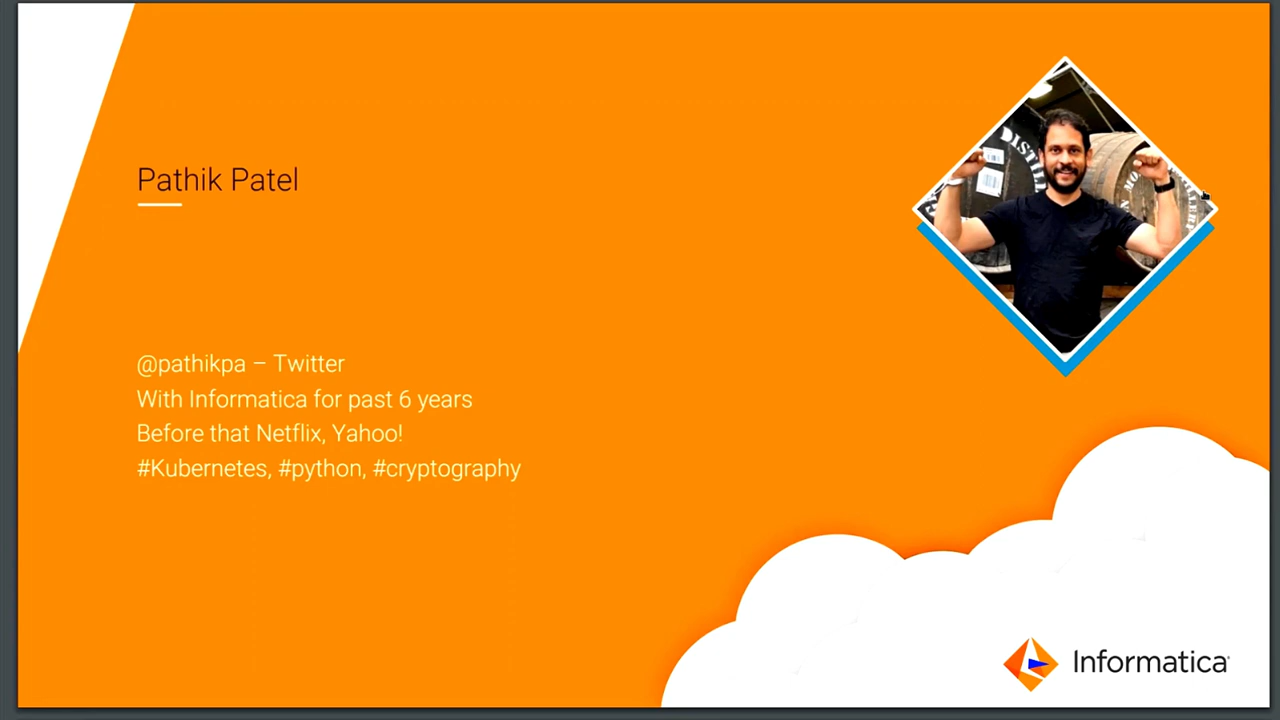 Pathik Patel
@pathikpa – Twitter
With Informatica for past 6 years
Before that Netflix, Yahoo!
#Kubernetes, #python, #cryptography
Informatica